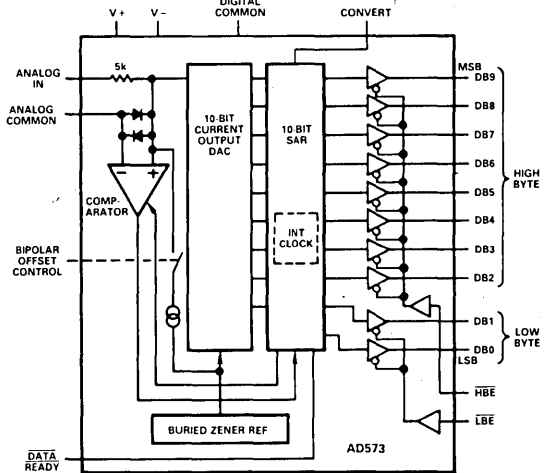 DIGITAL
V+ V- COMMON CONVERT
MSB
ANALOG
IN
5k
DB9
ANALOG
COMMON
DB8
10-BIT
CURRENT
OUTPUT
DAC
10-BIT
SAR
DB7
DB6
HIGH
BYTE
- +
COMP-
ARATOR
DB5
DB4
INT
CLOCK
BIPOLAR
OFFSET
CONTROL
DB3
DB2
DB1
LOW
BYTE
DB0
LSB
HBE
BURIED ZENER REF
LBE
DATA
READY
AD573